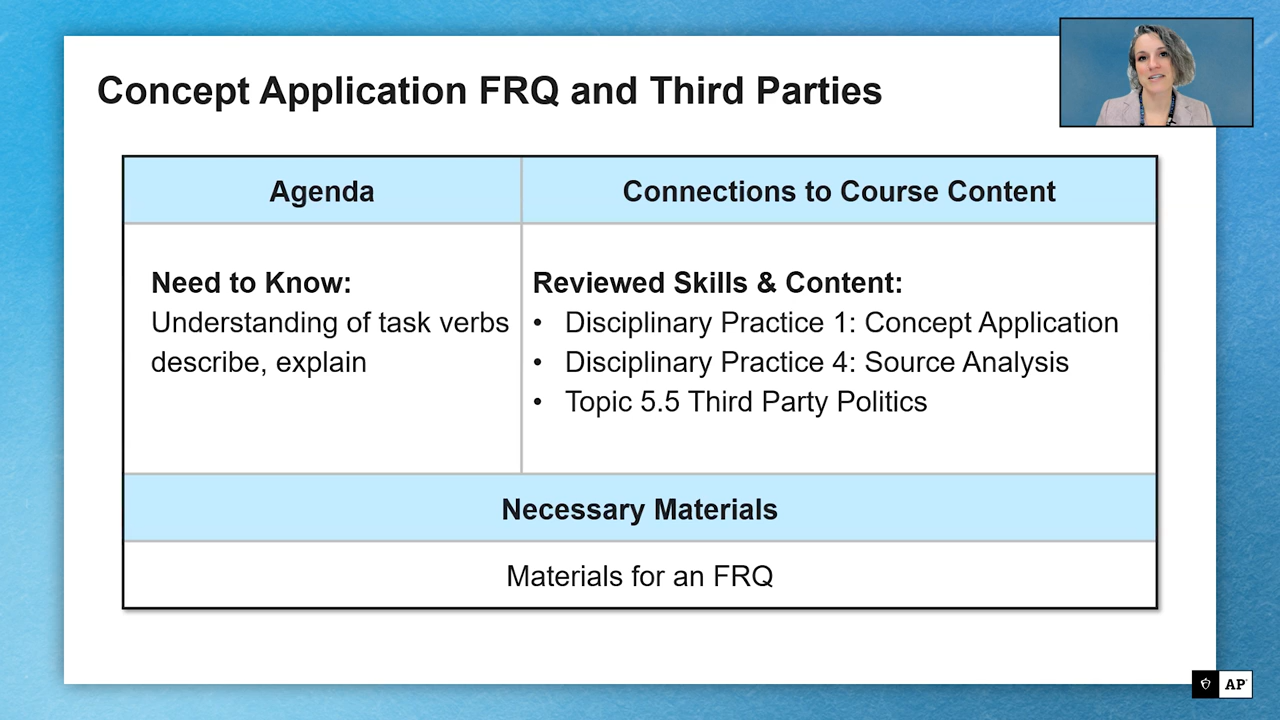 Concept Application FRQ and Third Parties
Agenda
Connections to Course Content
Need to Know:
Understanding of task verbs
describe, explain
Reviewed Skills & Content:
• Disciplinary Practice 1: Concept Application
• Disciplinary Practice 4: Source Analysis
• Topic 5.5 Third Party Politics
Necessary Materials
Materials for an FRQ
AP